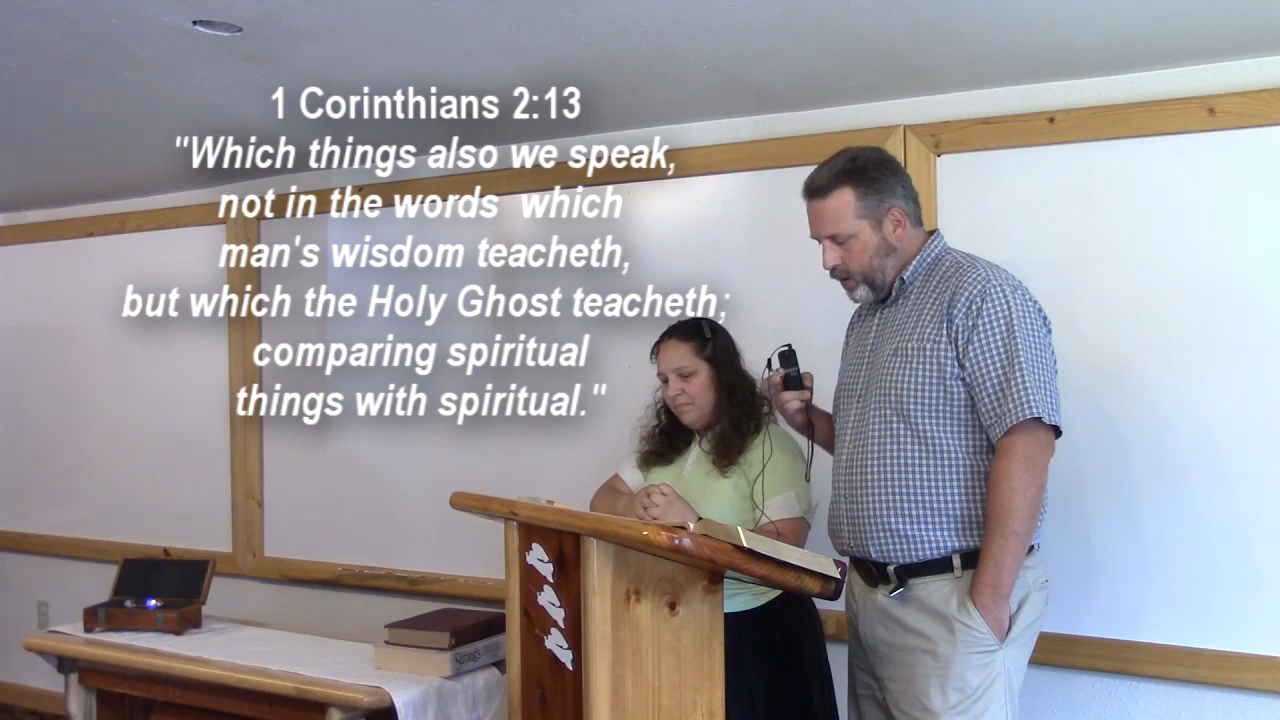 1 Corinthians 2:13
"Which things also we speak,
not in the words  which
man's wisdom teacheth,
but which the Holy Ghost teacheth;
comparing spiritual
things with spiritual."
Strong's